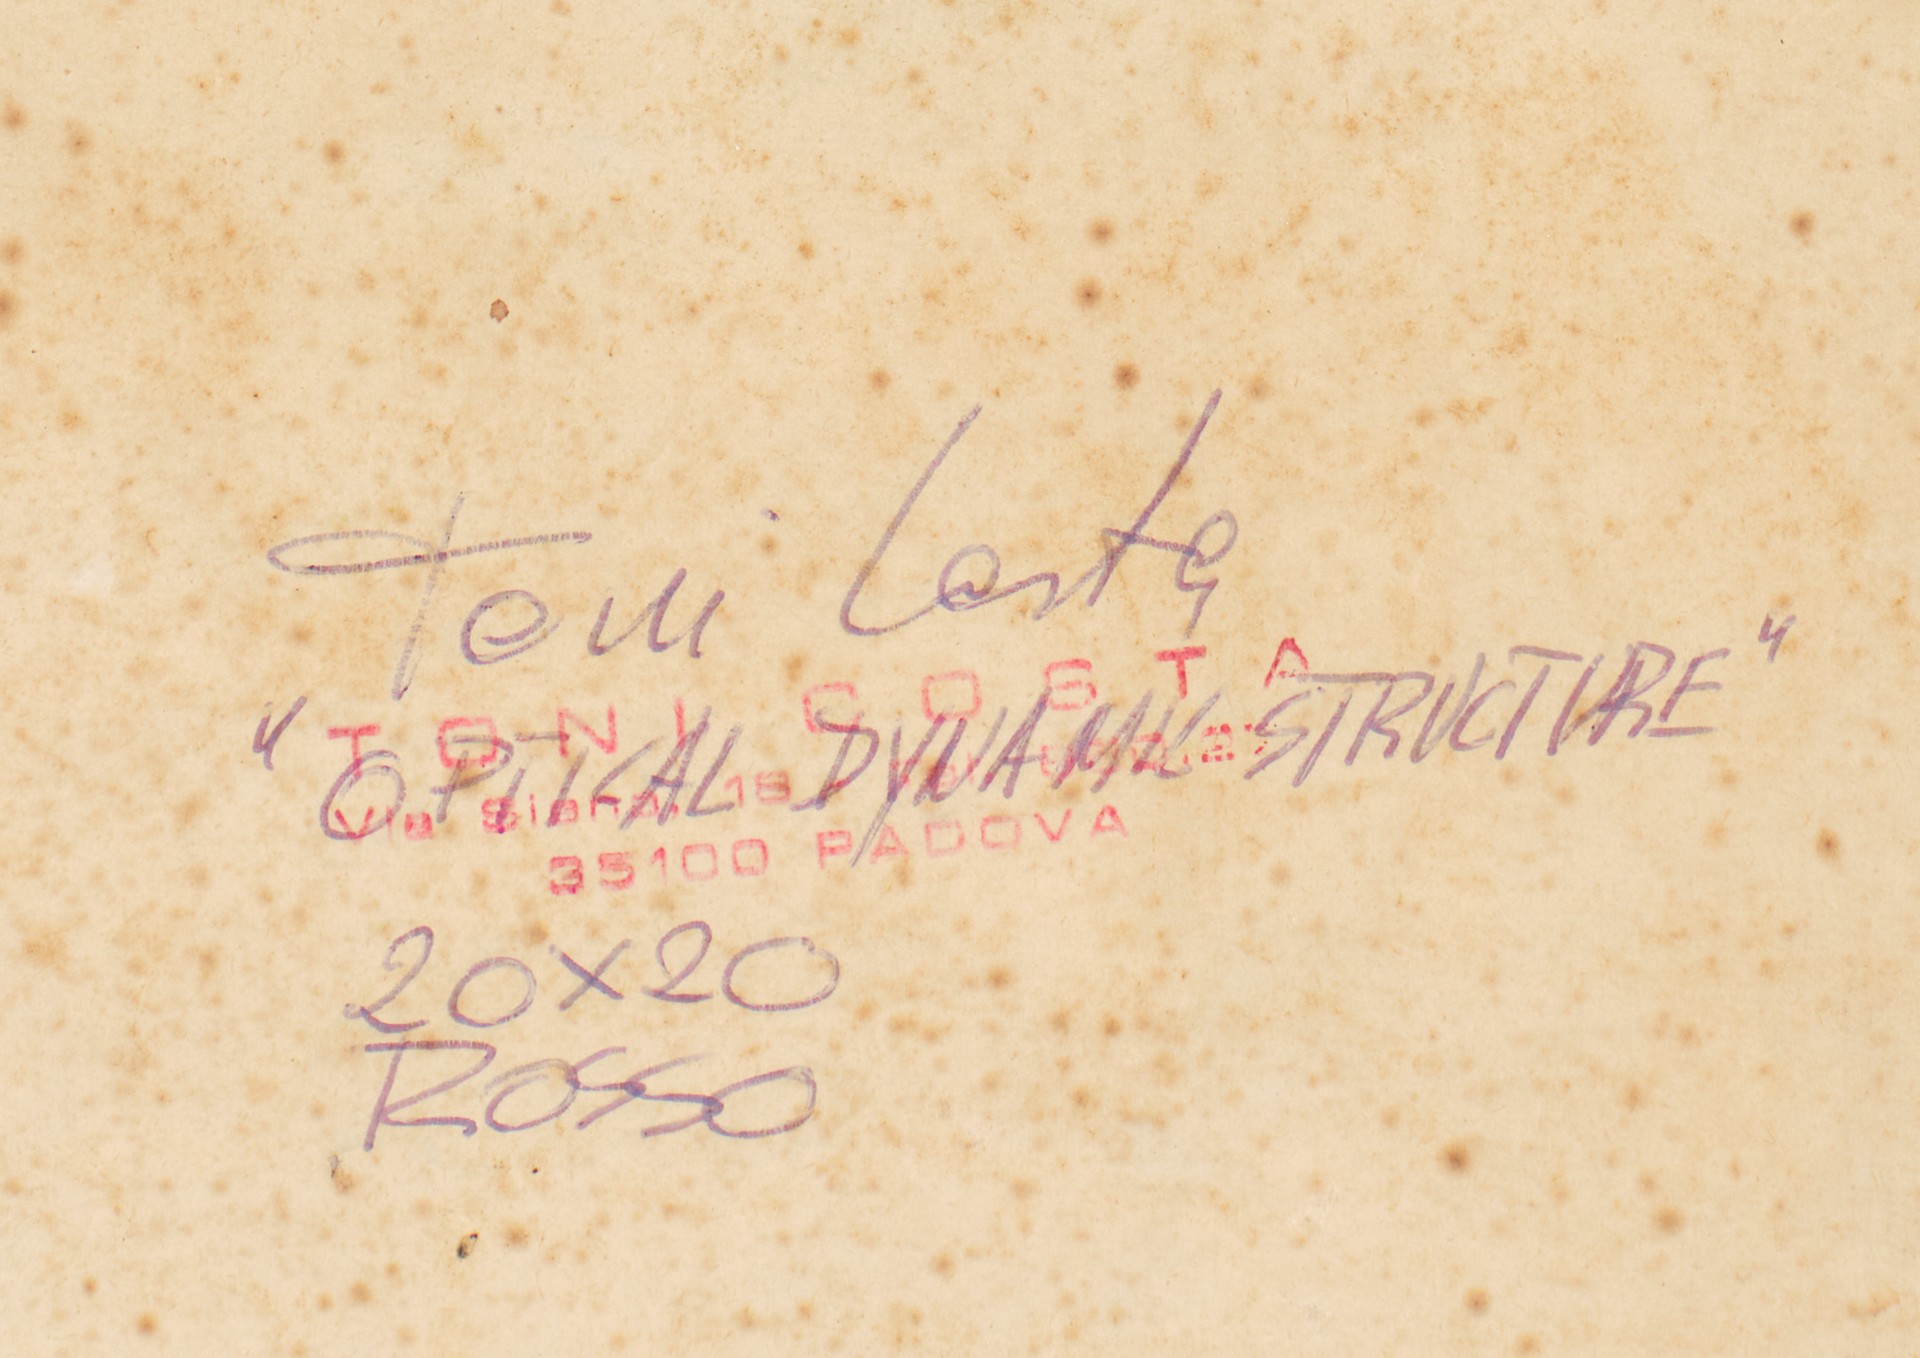 Toni Costa
TONI COSTA
"OPTICAL DYNAMIC STRUCTURE"
Via Siena, 18
35100 PADOVA
20x20
ROSSO